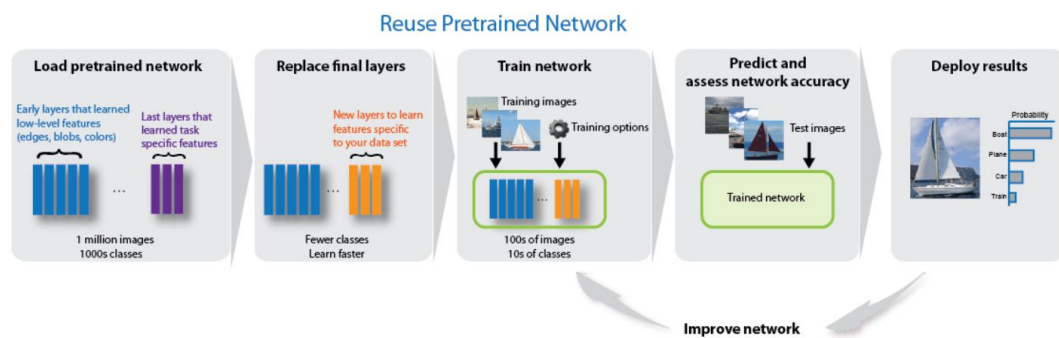 Reuse Pretrained Network
Load pretrained network
Early layers that learned
low-level features
(edges, blobs, colors)
Last layers that
learned task
specific features
...
1 million images
1000s classes
Replace final layers
New layers to learn
features specific
to your data set
...
Fewer classes
Learn faster
Train network
Training images
Training options
...
100s of images
10s of classes
Predict and
assess network accuracy
Test images
Trained network
Deploy results
Probability
Boat
Plane
Car
Train
Improve network